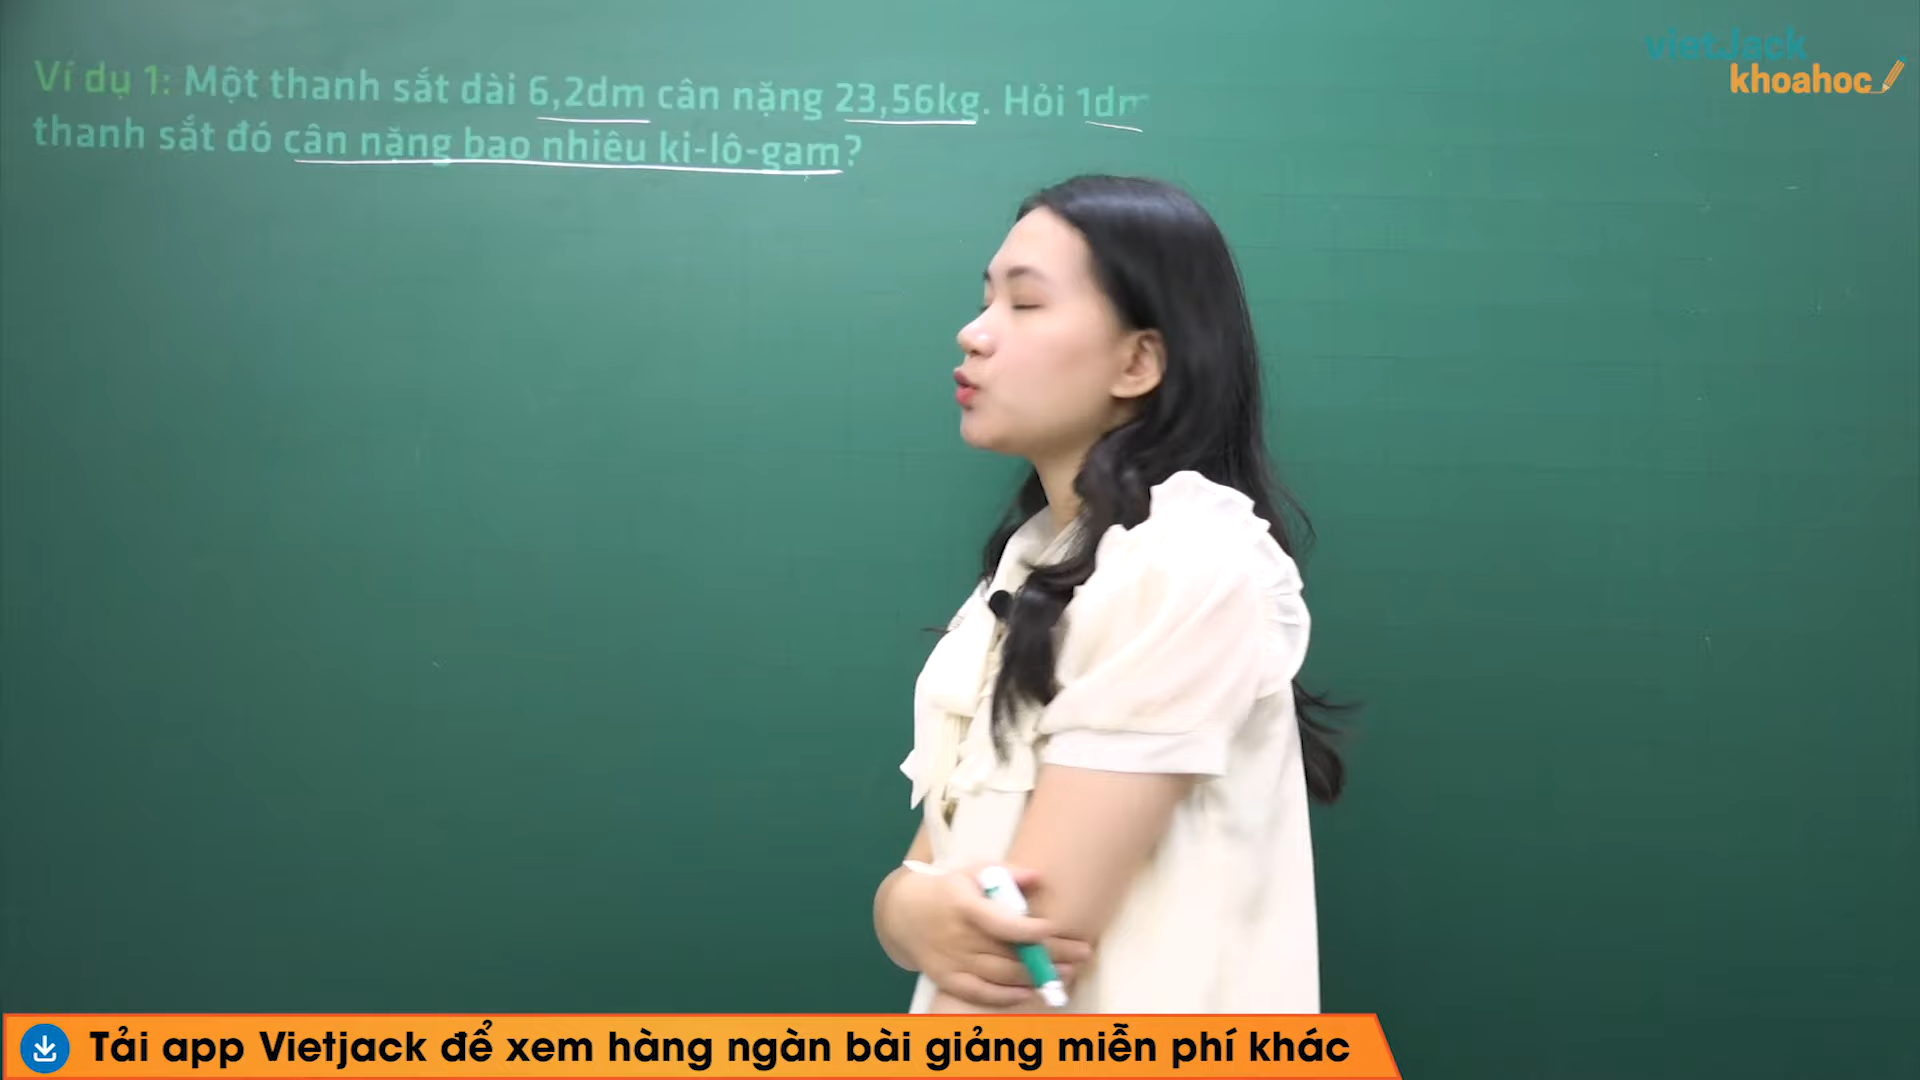 vietJack
khoahoc
Ví dụ 1: Một thanh sắt dài 6,2dm cân nặng 23,56kg. Hỏi 1dm
thanh sắt đó cân nặng bao nhiêu ki-lô-gam?
Tải app Vietjack để xem hàng ngàn bài giảng miễn phí khác